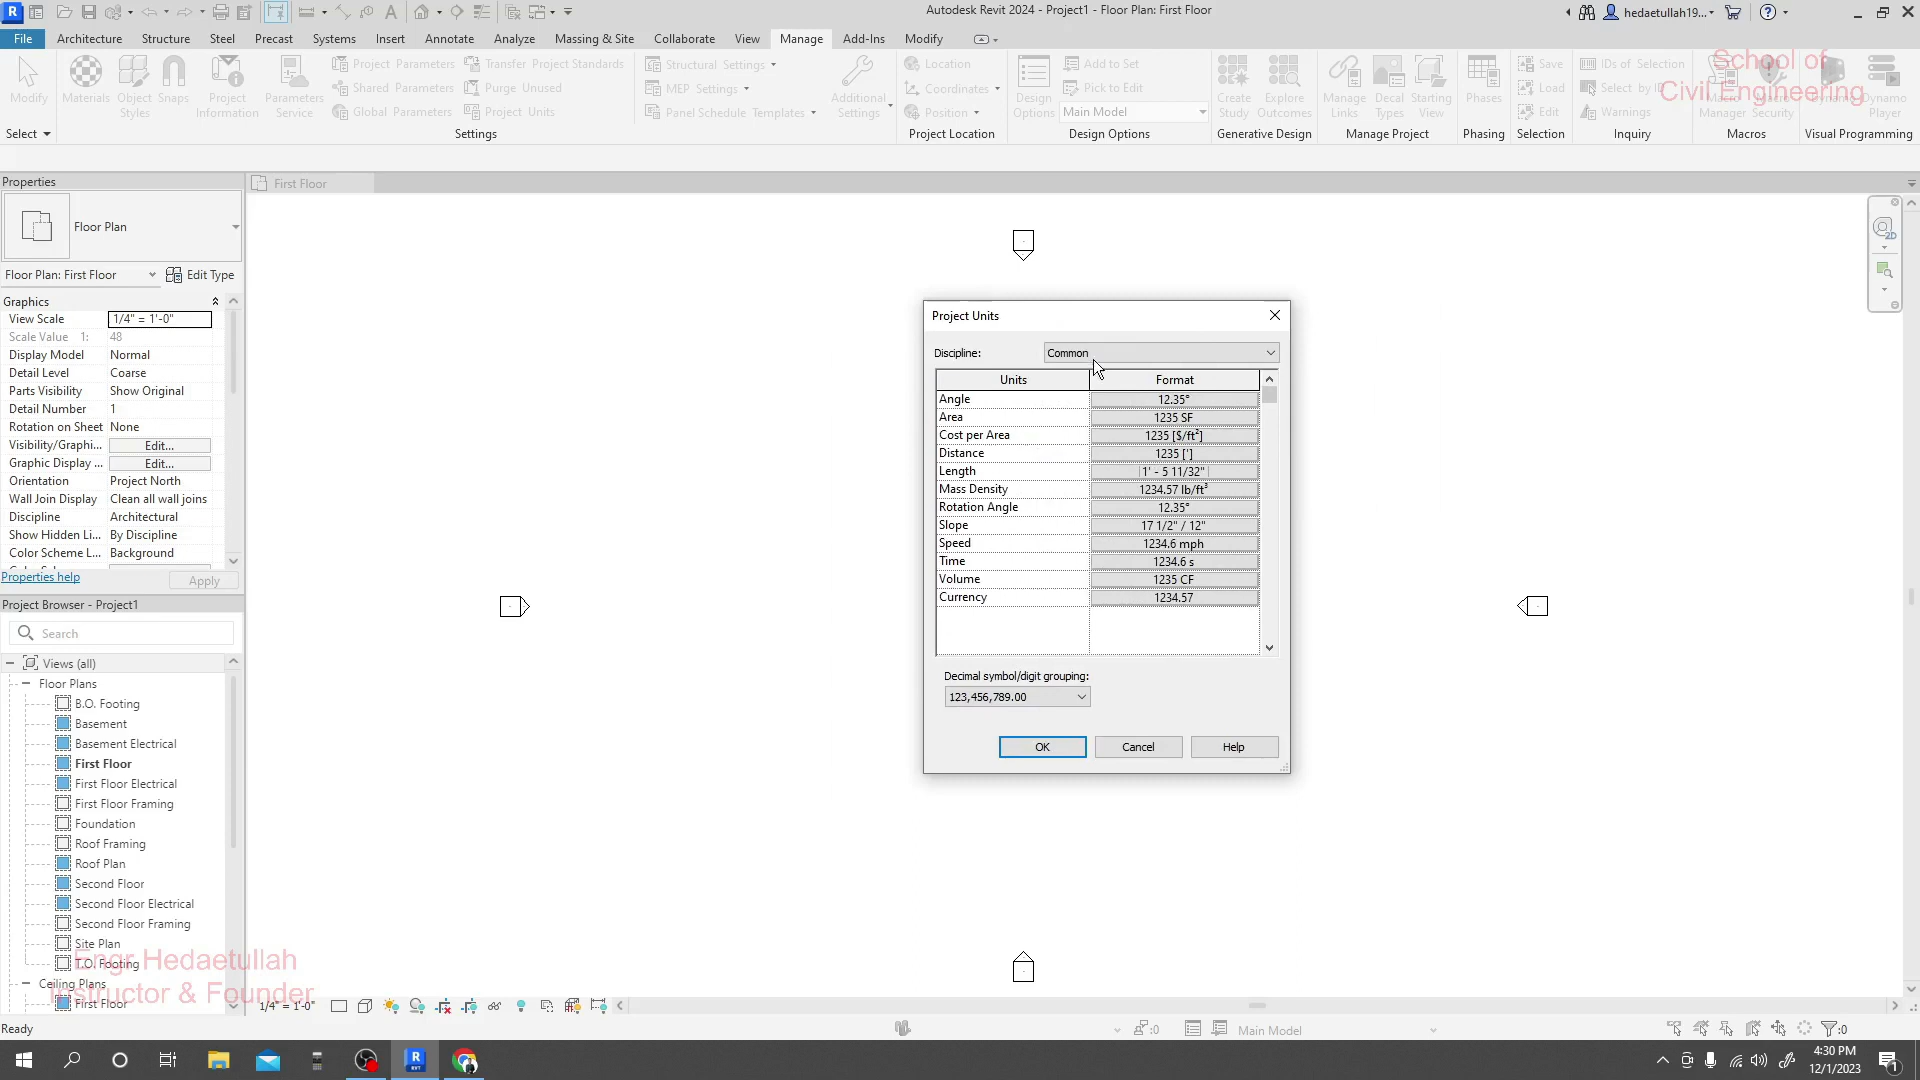 Autodesk Revit 2024 - Project1 - Floor Plan: First Floor
hedaetullah19...
File Architecture Structure Steel Precast Systems Insert Annotate Analyze Massing & Site Collaborate View Manage Add-Ins Modify
Modify
Materials
Object Styles
Snaps
Project Information
Parameters Service
Project Parameters
Shared Parameters
Global Parameters
Transfer Project Standards
Purge Unused
Project Units
Structural Settings
MEP Settings
Panel Schedule Templates
Additional Settings
Location
Coordinates
Position
Design Options
Add to Set
Pick to Edit
Main Model
Create Study
Explore Outcomes
Manage Links
Decal Types
Starting View
Phases
Save
Load
Edit
IDs of Selection
Select by ID
Warnings
Macro Manager
Macro Security
Dynamo
Dynamo Player
School of
Civil Engineering
Select Settings Project Location Design Options Generative Design Manage Project Phasing Selection Inquiry Macros Visual Programming
Properties
First Floor
Floor Plan
Floor Plan: First Floor Edit Type
Graphics
View Scale 1/4" = 1'-0"
Scale Value 1: 48
Display Model Normal
Detail Level Coarse
Parts Visibility Show Original
Detail Number 1
Rotation on Sheet None
Visibility/Graphi... Edit...
Graphic Display ... Edit...
Orientation Project North
Wall Join Display Clean all wall joins
Discipline Architectural
Show Hidden Li... By Discipline
Color Scheme L... Background
Properties help Apply
Project Browser - Project1
Search
Views (all)
Floor Plans
B.O. Footing
Basement
Basement Electrical
First Floor
First Floor Electrical
First Floor Framing
Foundation
Roof Framing
Roof Plan
Second Floor
Second Floor Electrical
Second Floor Framing
Site Plan
T.O. Footing
Ceiling Plans
First Floor
Engr.Hedaetullah
Instructor & Founder
Project Units
Discipline: Common
Units Format
Angle 12.35°
Area 1235 SF
Cost per Area 1235 [$/ft²]
Distance 1235 [']
Length 1' - 5 11/32"
Mass Density 1234.57 lb/ft³
Rotation Angle 12.35°
Slope 17 1/2" / 12"
Speed 1234.6 mph
Time 1234.6 s
Volume 1235 CF
Currency 1234.57
Decimal symbol/digit grouping:
123,456,789.00
OK Cancel Help
1/4" = 1'-0"
Ready
:0
Main Model
:0
4:30 PM
12/1/2023
1